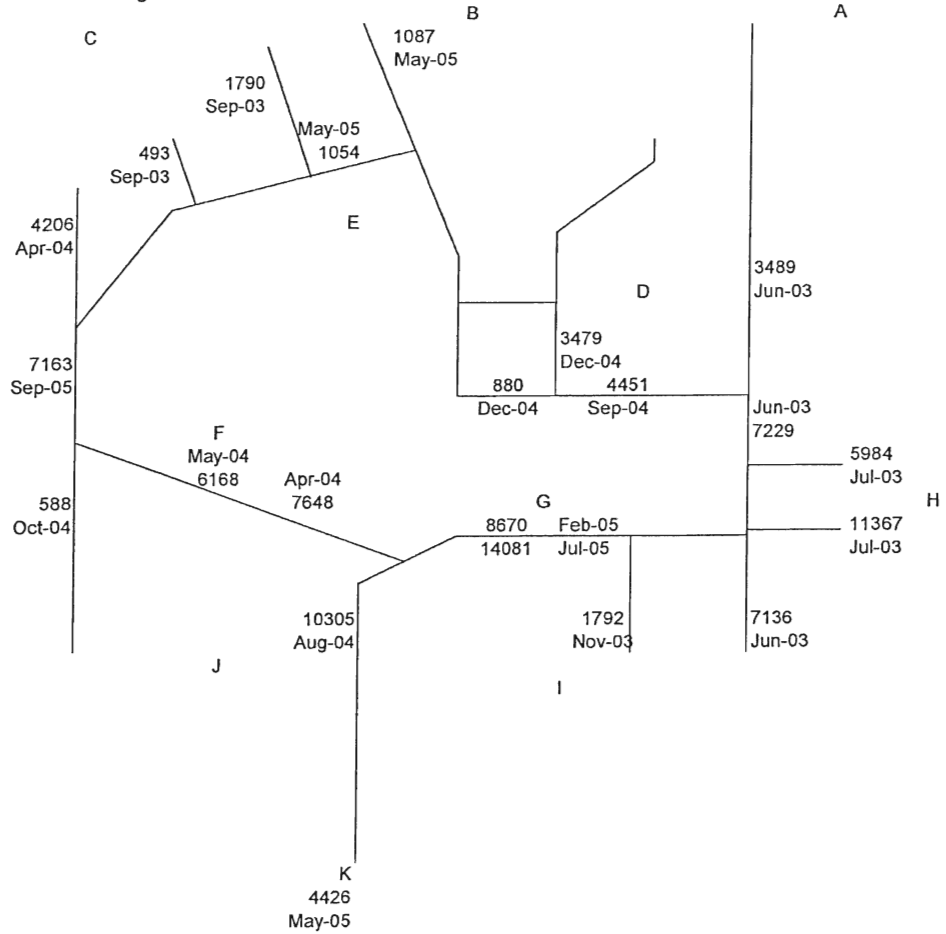 B
A
C
1087
May-05
1790
Sep-03
May-05
1054
493
Sep-03
4206
Apr-04
E
3489
Jun-03
D
3479
Dec-04
7163
Sep-05
880
Dec-04
4451
Sep-04
Jun-03
7229
F
May-04
6168
Apr-04
7648
5984
Jul-03
588
Oct-04
G
8670 Feb-05
14081 Jul-05
H
11367
Jul-03
10305
Aug-04
1792
Nov-03
7136
Jun-03
J
I
K
4426
May-05